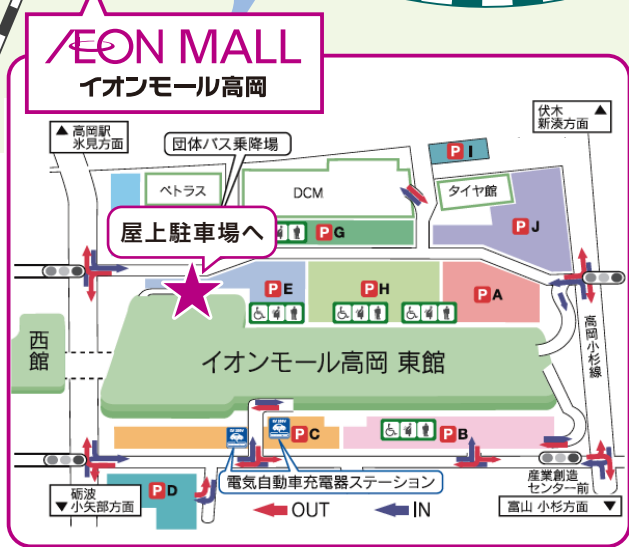 ÆON MALL
イオンモール高岡
▲ 高岡駅
氷見方面
団体バス乗降場
伏木 ▲
新湊方面
P I
ペトラス
DCM
タイヤ館
P J
屋上駐車場へ
P G
P E
P H
P A
西館
イオンモール高岡 東館
高岡小杉線
P C
P B
P D
電気自動車充電器ステーション
産業創造
センター前
砺波
▼ 小矢部方面
OUT
IN
富山 小杉方面 ▼